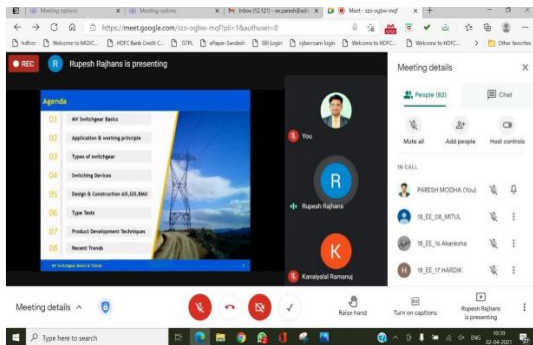 Meeting options
Meeting options
Meet - szo-ogbw-mqf
https://meet.google.com/szo-ogbw-mqf?pli=1&authuser=0
Welcome to MGVC...
HDFC Bank Credit C...
GTPL
ePaper-Sandesh
SBI Login
cyberoam login
Welcome to HDFC...
Welcome to HDFC...
Other favorites
REC
R
Rupesh Rajhans is presenting
Agenda
01 MV Switchgear Basics
02 Application & working principle
03 Types of switchgear
04 Switching Devices
05 Design & Construction AIS,GIS,RMU
06 Type Tests
07 Product Development Techniques
08 Recent Trends
You
R
Rupesh Rajhans
K
Kanaiyalal Ramanuj
Meeting details
People (62)
Chat
Mute all
Add people
Host controls
IN CALL
PARESH MODHA (You)
18_EE_08_MITUL
18_EE_16 Akanksha
H
18_EE_17 HARDIK
Meeting details
Raise hand
Turn on captions
Rupesh Rajhans
is presenting
Type here to search
ENG
10:39
02-04-2021